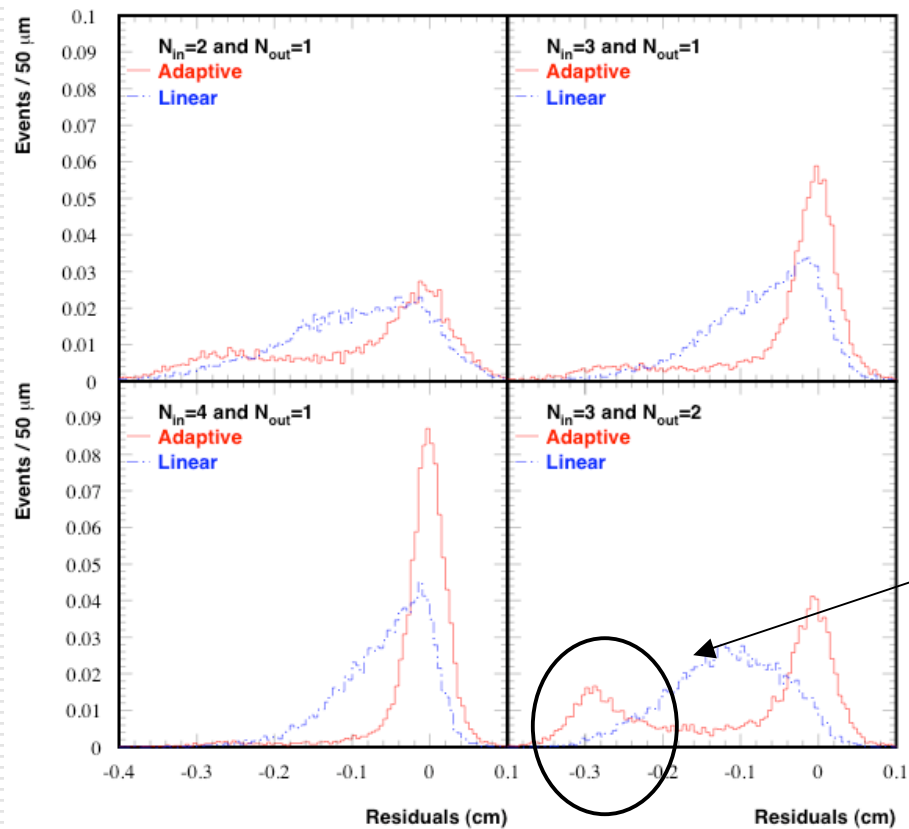 Events / 50 μm
0.1
0.09
0.08
0.07
0.06
0.05
0.04
0.03
0.02
0.01
0
N_in=2 and N_out=1
Adaptive
Linear
N_in=3 and N_out=1
Adaptive
Linear
Events / 50 μm
0.09
0.08
0.07
0.06
0.05
0.04
0.03
0.02
0.01
0
N_in=4 and N_out=1
Adaptive
Linear
N_in=3 and N_out=2
Adaptive
Linear
-0.4 -0.3 -0.2 -0.1 0 0.1
-0.3 -0.2 -0.1 0 0.1
Residuals (cm) Residuals (cm)